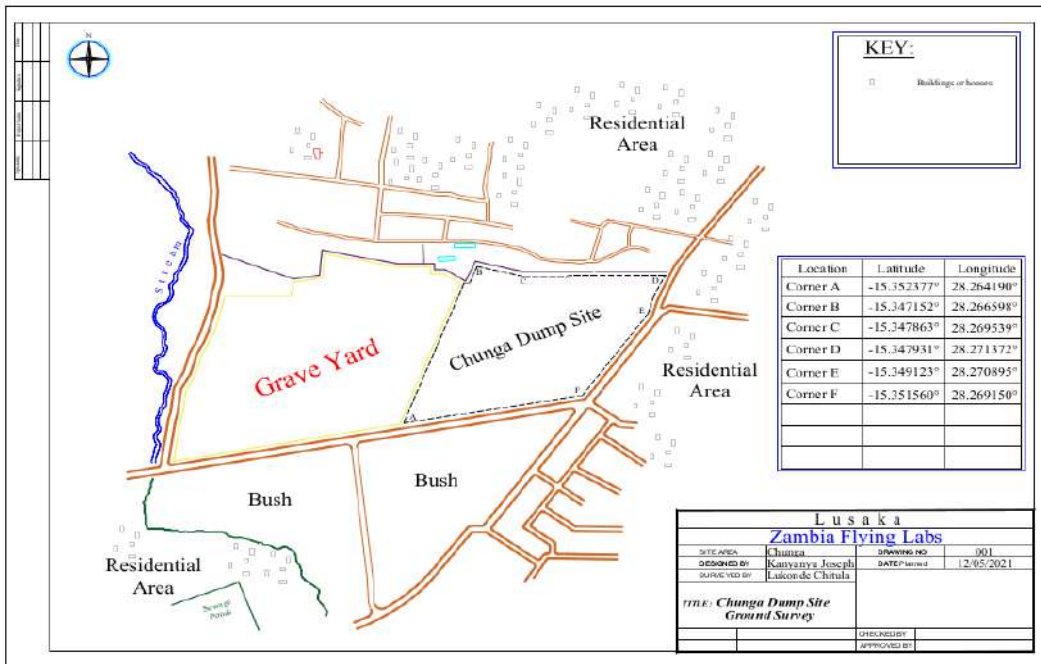 N
KEY:
Buildings or houses
Residential
Area
Stream
B
C
D
E
Chunga Dump Site
Grave Yard
F
A
Residential
Area
Bush
Bush
Residential
Area
Sewage
Ponds
Location Latitude Longitude
Corner A -15.352377° 28.264190°
Corner B -15.347152° 28.266598°
Corner C -15.347863° 28.269539°
Corner D -15.347931° 28.271372°
Corner E -15.349123° 28.270895°
Corner F -15.351560° 28.269150°
Lusaka
Zambia Flying Labs
SITE AREA Chunga DRAWING NO 001
DESIGNED BY Kanyanya Joseph DATE 12/05/2021
SURVEYED BY Lukonde Chitula
TITLE: Chunga Dump Site
Ground Survey
CHECKED BY
APPROVED BY